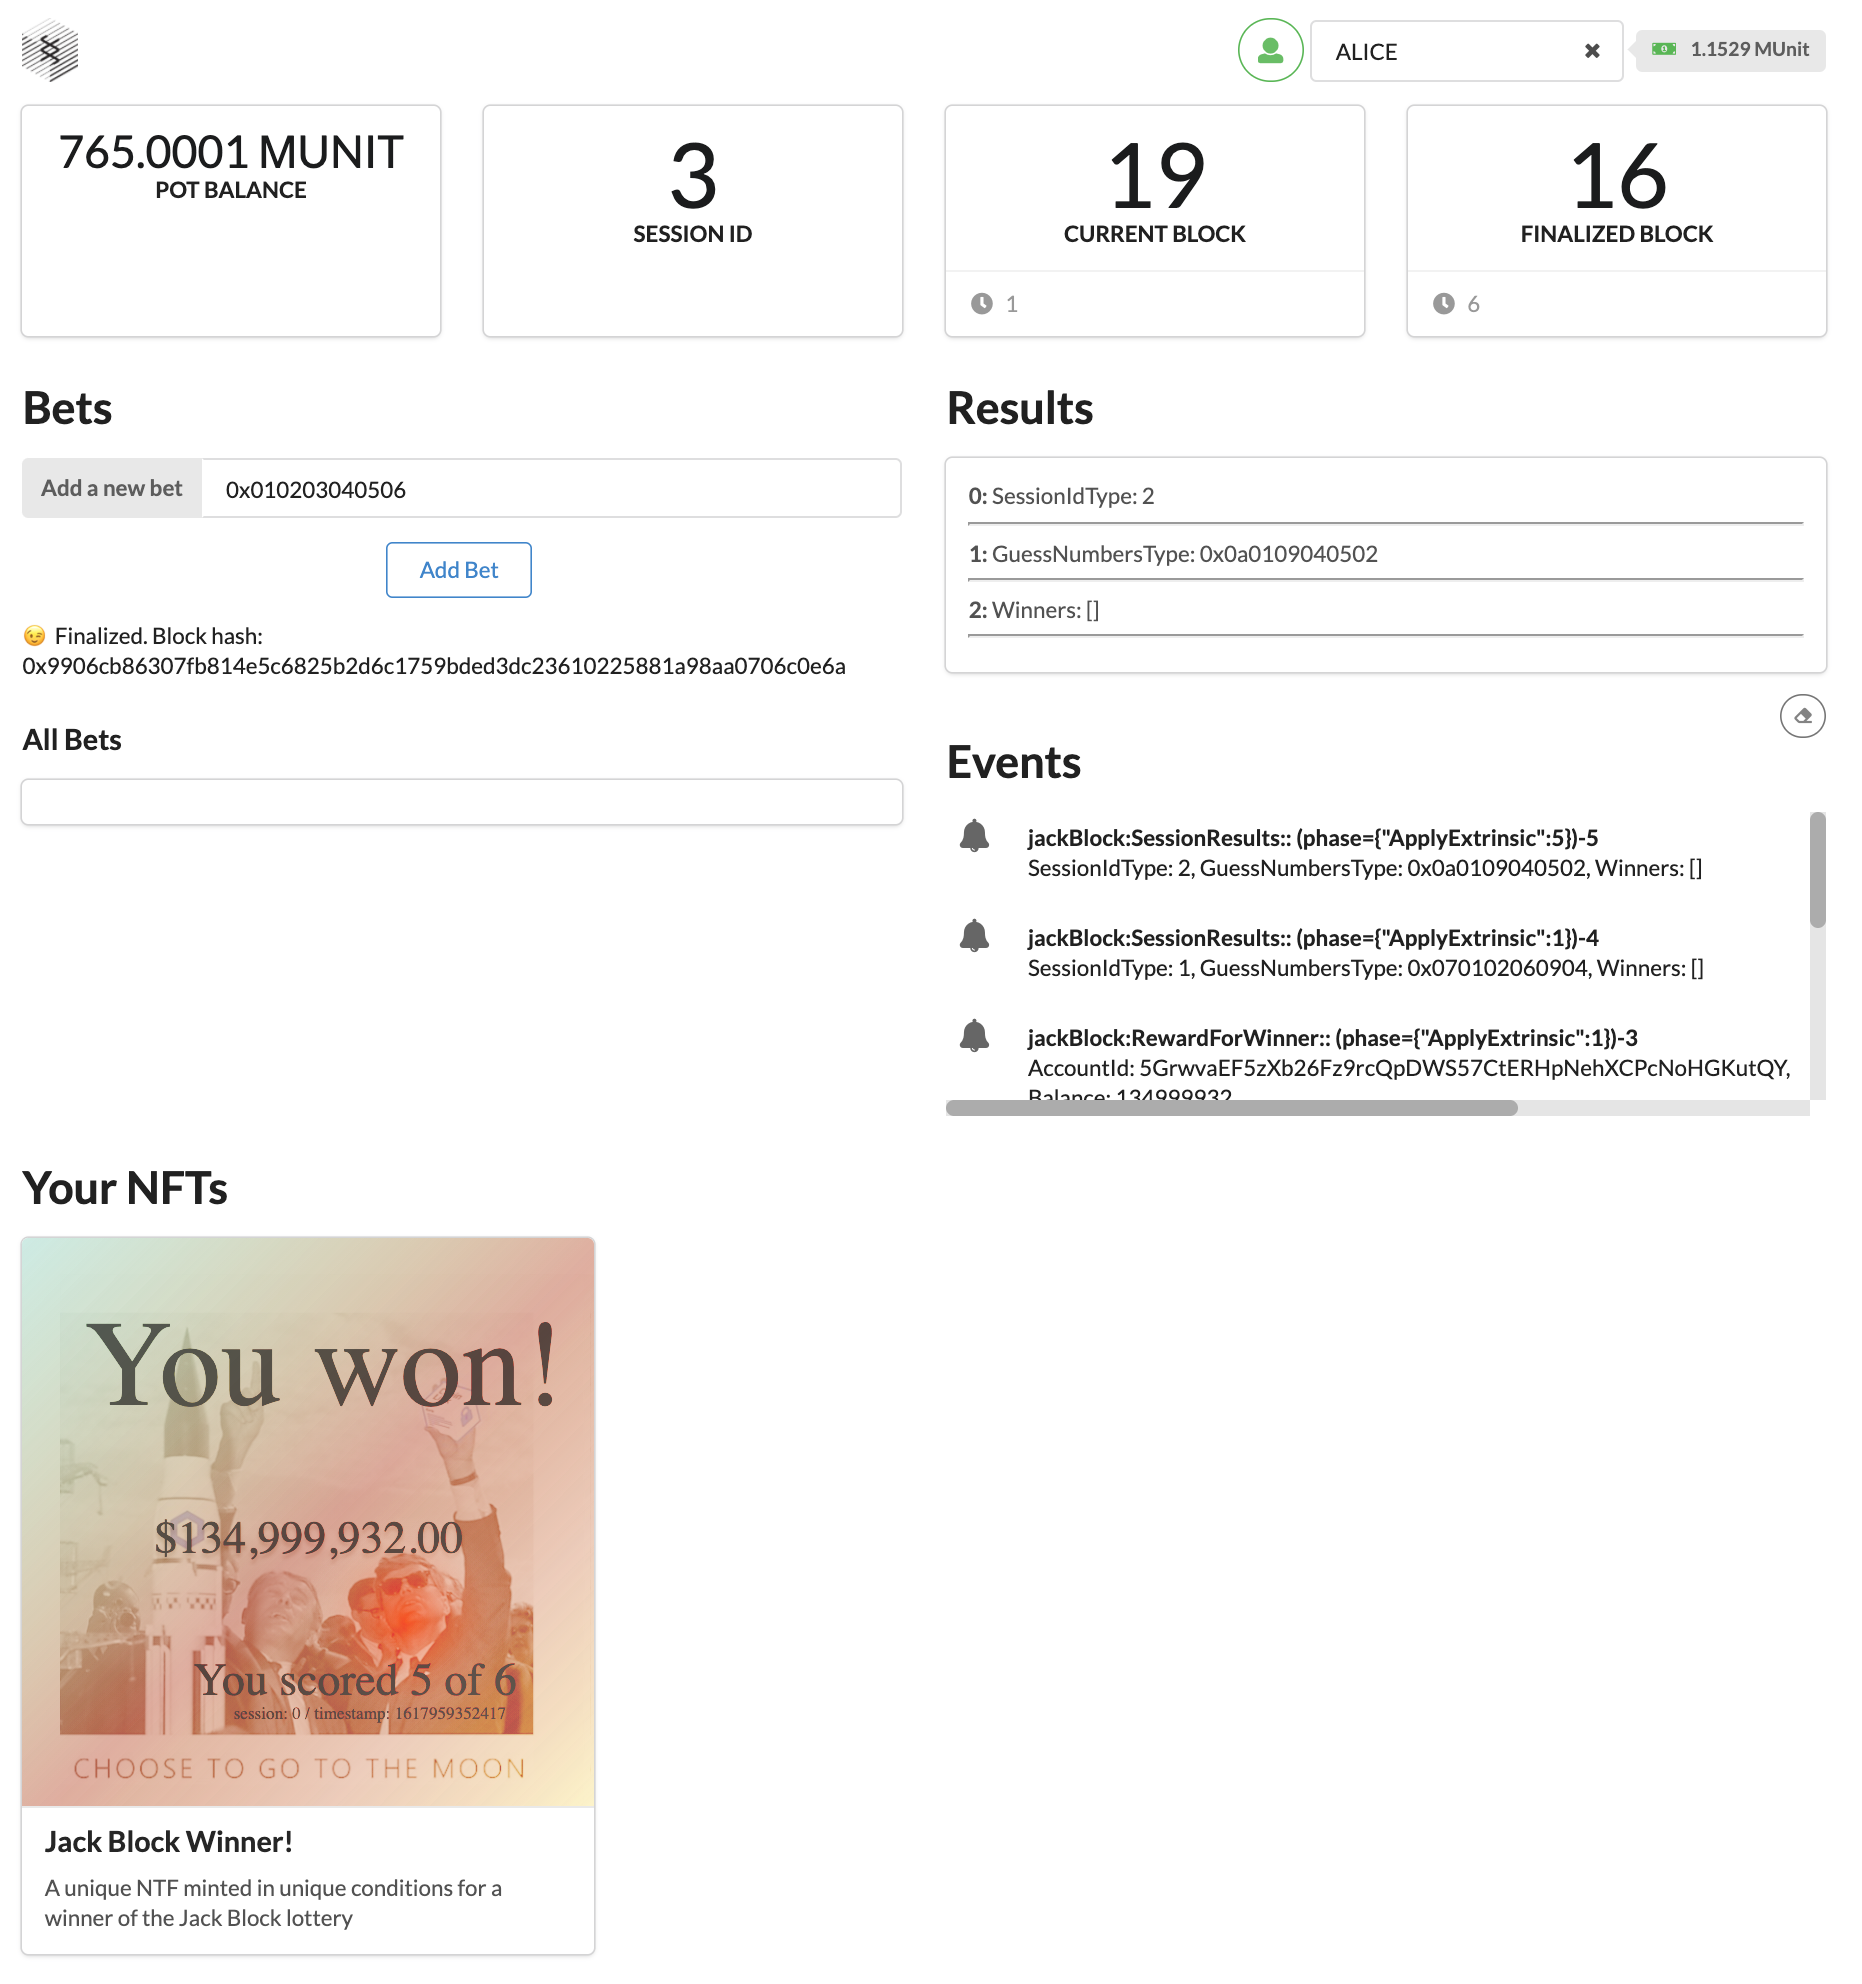 ALICE
1.1529 MUnit
765.0001 MUNIT
POT BALANCE
3
SESSION ID
19
CURRENT BLOCK
1
16
FINALIZED BLOCK
6
Bets
Add a new bet
0x010203040506
Add Bet
😉 Finalized. Block hash:
0x9906cb86307fb814e5c6825b2d6c1759bded3dc23610225881a98aa0706c0e6a
All Bets
Results
0: SessionIdType: 2
1: GuessNumbersType: 0x0a0109040502
2: Winners: []
Events
jackBlock:SessionResults:: (phase={"ApplyExtrinsic":5})-5
SessionIdType: 2, GuessNumbersType: 0x0a0109040502, Winners: []
jackBlock:SessionResults:: (phase={"ApplyExtrinsic":1})-4
SessionIdType: 1, GuessNumbersType: 0x070102060904, Winners: []
jackBlock:RewardForWinner:: (phase={"ApplyExtrinsic":1})-3
AccountId: 5GrwvaEF5zXb26Fz9rcQpDWS57CtERHpNehXCPcNoHGKutQY,
Balance: 134999932
Your NFTs
You won!
$134,999,932.00
You scored 5 of 6
session: 0 / timestamp: 1617959352417
CHOOSE TO GO TO THE MOON
Jack Block Winner!
A unique NTF minted in unique conditions for a
winner of the Jack Block lottery